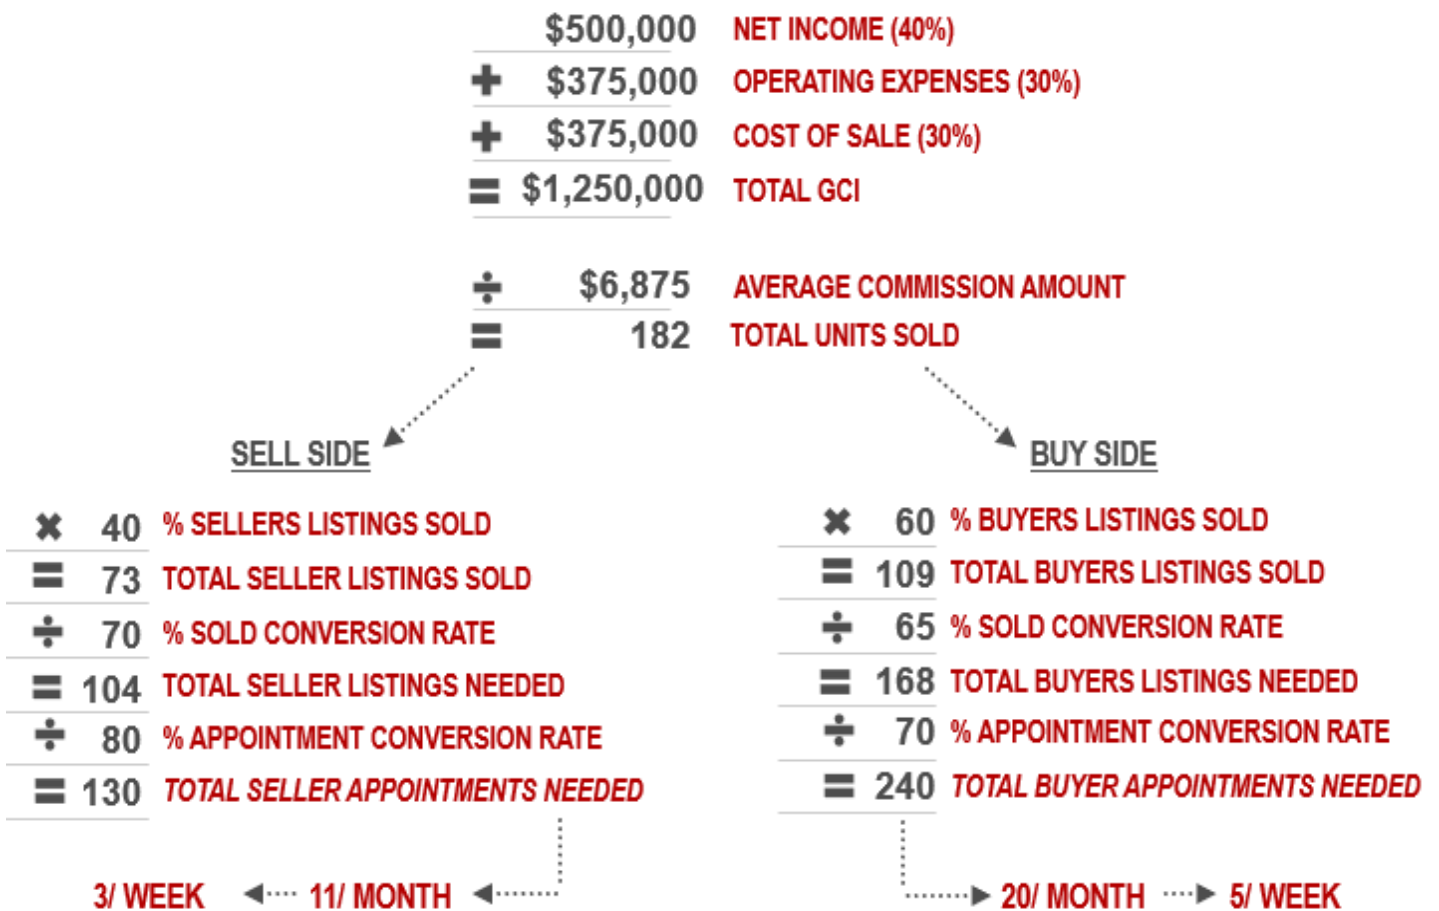 $500,000 NET INCOME (40%)
+ $375,000 OPERATING EXPENSES (30%)
+ $375,000 COST OF SALE (30%)
= $1,250,000 TOTAL GCI
÷ $6,875 AVERAGE COMMISSION AMOUNT
= 182 TOTAL UNITS SOLD
SELL SIDE
× 40 % SELLERS LISTINGS SOLD
= 73 TOTAL SELLER LISTINGS SOLD
÷ 70 % SOLD CONVERSION RATE
= 104 TOTAL SELLER LISTINGS NEEDED
÷ 80 % APPOINTMENT CONVERSION RATE
= 130 TOTAL SELLER APPOINTMENTS NEEDED
3/ WEEK 11/ MONTH
BUY SIDE
× 60 % BUYERS LISTINGS SOLD
= 109 TOTAL BUYERS LISTINGS SOLD
÷ 65 % SOLD CONVERSION RATE
= 168 TOTAL BUYERS LISTINGS NEEDED
÷ 70 % APPOINTMENT CONVERSION RATE
= 240 TOTAL BUYER APPOINTMENTS NEEDED
20/ MONTH 5/ WEEK